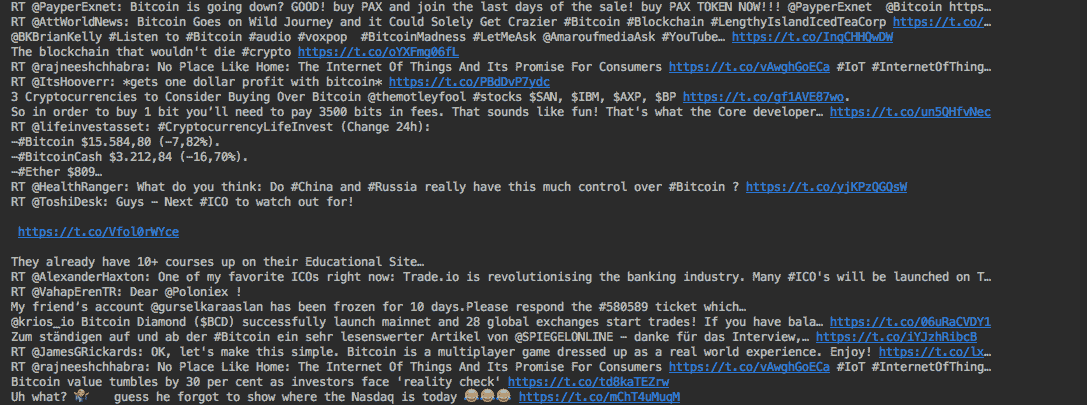 RT @PayperExnet: Bitcoin is going down? GOOD! buy PAX and join the last days of the sale! buy PAX TOKEN NOW!!! @PayperExnet  @Bitcoin https…
RT @AttWorldNews: Bitcoin Goes on Wild Journey and it Could Solely Get Crazier #Bitcoin #Blockchain #LengthyIslandIcedTeaCorp https://t.co/…
@BKBrianKelly #Listen to #Bitcoin #audio #voxpop  #BitcoinMadness #LetMeAsk @AmaroufmediaAsk #YouTube… https://t.co/InqCHHQwDW
The blockchain that wouldn't die #crypto https://t.co/oYXFmg06fL
RT @rajneeshchhabra: No Place Like Home: The Internet Of Things And Its Promise For Consumers https://t.co/vAwghGoECa #IoT #InternetOfThing…
RT @ItsHooverr: *gets one dollar profit with bitcoin* https://t.co/PBdDvP7ydc
3 Cryptocurrencies to Consider Buying Over Bitcoin @themotleyfool #stocks $SAN, $IBM, $AXP, $BP https://t.co/gf1AVE87wo.
So in order to buy 1 bit you'll need to pay 3500 bits in fees. That sounds like fun! That's what the Core developer… https://t.co/un5QHfvNec
RT @lifeinvestasset: #CryptocurrencyLifeInvest (Change 24h):
—#Bitcoin $15.584,80 (-7,82%).
—#BitcoinCash $3.212,84 (-16,70%).
—#Ether $809…
RT @HealthRanger: What do you think: Do #China and #Russia really have this much control over #Bitcoin ? https://t.co/yjKPzQGQsW
RT @ToshiDesk: Guys – Next #ICO to watch out for!
https://t.co/Vfol0rWYce
They already have 10+ courses up on their Educational Site…
RT @AlexanderHaxton: One of my favorite ICOs right now: Trade.io is revolutionising the banking industry. Many #ICO's will be launched on T…
RT @VahapErenTR: Dear @Poloniex !
My friend's account @gurselkaraaslan has been frozen for 10 days.Please respond the #580589 ticket which…
@krios_io Bitcoin Diamond ($BCD) successfully launch mainnet and 28 global exchanges start trades! If you have bala… https://t.co/06uRaCVDY1
Zum ständigen auf und ab der #Bitcoin ein sehr lesenswerter Artikel von @SPIEGELONLINE – danke für das Interview,… https://t.co/iYJzhRibcB
RT @JamesGRickards: OK, let's make this simple. Bitcoin is a multiplayer game dressed up as a real world experience. Enjoy! https://t.co/lx…
RT @rajneeshchhabra: No Place Like Home: The Internet Of Things And Its Promise For Consumers https://t.co/vAwghGoECa #IoT #InternetOfThing…
Bitcoin value tumbles by 30 per cent as investors face 'reality check' https://t.co/td8kaTEZrw
Uh what? 🤷🏼 guess he forgot to show where the Nasdaq is today 😂😂😂 https://t.co/mChT4uMugM